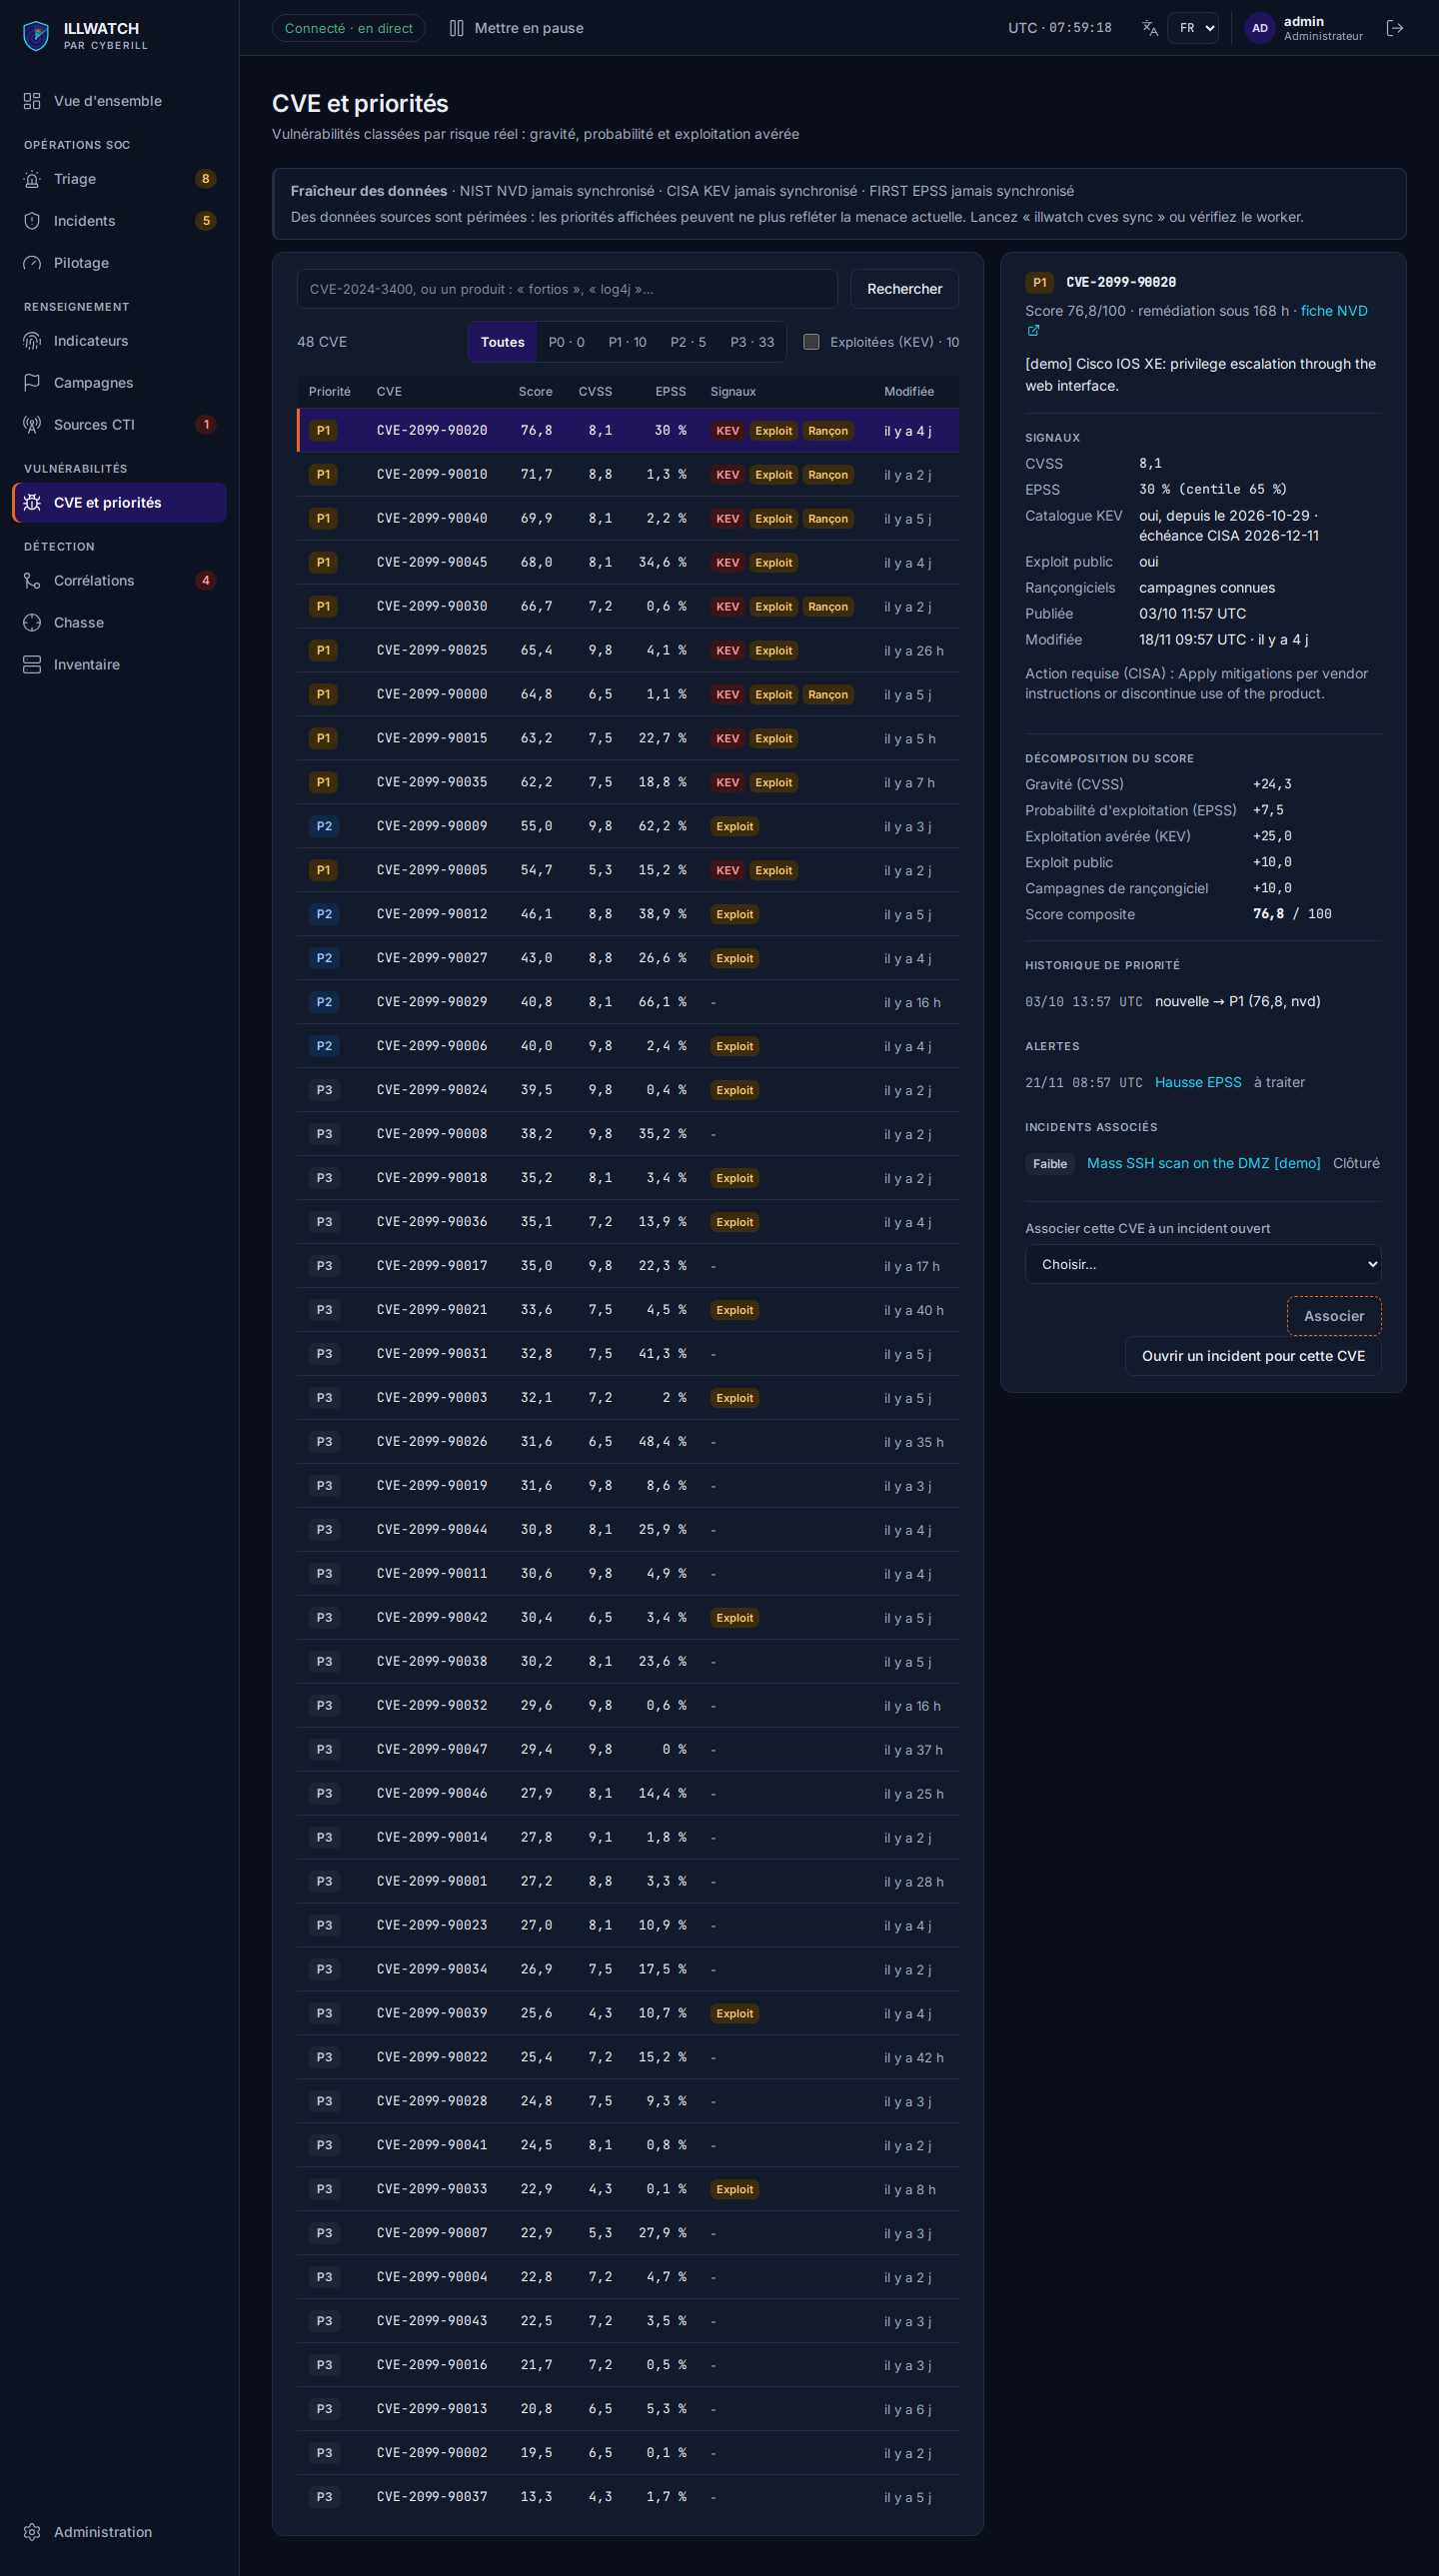 ILLWATCH
PAR CYBERILL
Vue d'ensemble
OPÉRATIONS SOC
Triage 8
Incidents 5
Pilotage
RENSEIGNEMENT
Indicateurs
Campagnes
Sources CTI 1
VULNÉRABILITÉS
CVE et priorités
DÉTECTION
Corrélations 4
Chasse
Inventaire
Administration
Connecté · en direct Mettre en pause UTC · 07:59:18 FR AD admin
Administrateur
CVE et priorités
Vulnérabilités classées par risque réel : gravité, probabilité et exploitation avérée
Fraîcheur des données · NIST NVD jamais synchronisé · CISA KEV jamais synchronisé · FIRST EPSS jamais synchronisé
Des données sources sont périmées : les priorités affichées peuvent ne plus refléter la menace actuelle. Lancez « illwatch cves sync » ou vérifiez le worker.
CVE-2024-3400, ou un produit : « fortios », « log4j »... Rechercher
48 CVE Toutes P0 · 0 P1 · 10 P2 · 5 P3 · 33 Exploitées (KEV) · 10
Priorité CVE Score CVSS EPSS Signaux Modifiée
P1 CVE-2099-90020 76,8 8,1 30 % KEV Exploit Rançon il y a 4 j
P1 CVE-2099-90010 71,7 8,8 1,3 % KEV Exploit Rançon il y a 2 j
P1 CVE-2099-90040 69,9 8,1 2,2 % KEV Exploit Rançon il y a 5 j
P1 CVE-2099-90045 68,0 8,1 34,6 % KEV Exploit il y a 4 j
P1 CVE-2099-90030 66,7 7,2 0,6 % KEV Exploit Rançon il y a 2 j
P1 CVE-2099-90025 65,4 9,8 4,1 % KEV Exploit il y a 26 h
P1 CVE-2099-90000 64,8 6,5 1,1 % KEV Exploit Rançon il y a 5 j
P1 CVE-2099-90015 63,2 7,5 22,7 % KEV Exploit il y a 5 h
P1 CVE-2099-90035 62,2 7,5 18,8 % KEV Exploit il y a 7 h
P2 CVE-2099-90009 55,0 9,8 62,2 % Exploit il y a 3 j
P1 CVE-2099-90005 54,7 5,3 15,2 % KEV Exploit il y a 2 j
P2 CVE-2099-90012 46,1 8,8 38,9 % Exploit il y a 5 j
P2 CVE-2099-90027 43,0 8,8 26,6 % Exploit il y a 4 j
P2 CVE-2099-90029 40,8 8,1 66,1 % - il y a 16 h
P2 CVE-2099-90006 40,0 9,8 2,4 % Exploit il y a 4 j
P3 CVE-2099-90024 39,5 9,8 0,4 % Exploit il y a 2 j
P3 CVE-2099-90008 38,2 9,8 35,2 % - il y a 2 j
P3 CVE-2099-90018 35,2 8,1 3,4 % Exploit il y a 2 j
P3 CVE-2099-90036 35,1 7,2 13,9 % Exploit il y a 4 j
P3 CVE-2099-90017 35,0 9,8 22,3 % - il y a 17 h
P3 CVE-2099-90021 33,6 7,5 4,5 % Exploit il y a 40 h
P3 CVE-2099-90031 32,8 7,5 41,3 % - il y a 5 j
P3 CVE-2099-90003 32,1 7,2 2 % Exploit il y a 5 j
P3 CVE-2099-90026 31,6 6,5 48,4 % - il y a 35 h
P3 CVE-2099-90019 31,6 9,8 8,6 % - il y a 3 j
P3 CVE-2099-90044 30,8 8,1 25,9 % - il y a 4 j
P3 CVE-2099-90011 30,6 9,8 4,9 % - il y a 4 j
P3 CVE-2099-90042 30,4 6,5 3,4 % Exploit il y a 5 j
P3 CVE-2099-90038 30,2 8,1 23,6 % - il y a 5 j
P3 CVE-2099-90032 29,6 9,8 0,6 % - il y a 16 h
P3 CVE-2099-90047 29,4 9,8 0 % - il y a 37 h
P3 CVE-2099-90046 27,9 8,1 14,4 % - il y a 25 h
P3 CVE-2099-90014 27,8 9,1 1,8 % - il y a 2 j
P3 CVE-2099-90001 27,2 8,8 3,3 % - il y a 28 h
P3 CVE-2099-90023 27,0 8,1 10,9 % - il y a 4 j
P3 CVE-2099-90034 26,9 7,5 17,5 % - il y a 2 j
P3 CVE-2099-90039 25,6 4,3 10,7 % Exploit il y a 4 j
P3 CVE-2099-90022 25,4 7,2 15,2 % - il y a 42 h
P3 CVE-2099-90028 24,8 7,5 9,3 % - il y a 3 j
P3 CVE-2099-90041 24,5 8,1 0,8 % - il y a 2 j
P3 CVE-2099-90033 22,9 4,3 0,1 % Exploit il y a 8 h
P3 CVE-2099-90007 22,9 5,3 27,9 % - il y a 3 j
P3 CVE-2099-90004 22,8 7,2 4,7 % - il y a 2 j
P3 CVE-2099-90043 22,5 7,2 3,5 % - il y a 3 j
P3 CVE-2099-90016 21,7 7,2 0,5 % - il y a 3 j
P3 CVE-2099-90013 20,8 6,5 5,3 % - il y a 6 j
P3 CVE-2099-90002 19,5 6,5 0,1 % - il y a 2 j
P3 CVE-2099-90037 13,3 4,3 1,7 % - il y a 5 j
P1 CVE-2099-90020
Score 76,8/100 · remédiation sous 168 h · fiche NVD
[demo] Cisco IOS XE: privilege escalation through the
web interface.
SIGNAUX
CVSS 8,1
EPSS 30 % (centile 65 %)
Catalogue KEV oui, depuis le 2026-10-29 ·
échéance CISA 2026-12-11
Exploit public oui
Rançongiciels campagnes connues
Publiée 03/10 11:57 UTC
Modifiée 18/11 09:57 UTC · il y a 4 j
Action requise (CISA) : Apply mitigations per vendor
instructions or discontinue use of the product.
DÉCOMPOSITION DU SCORE
Gravité (CVSS) +24,3
Probabilité d'exploitation (EPSS) +7,5
Exploitation avérée (KEV) +25,0
Exploit public +10,0
Campagnes de rançongiciel +10,0
Score composite 76,8 / 100
HISTORIQUE DE PRIORITÉ
03/10 13:57 UTC nouvelle → P1 (76,8, nvd)
ALERTES
21/11 08:57 UTC Hausse EPSS à traiter
INCIDENTS ASSOCIÉS
Faible Mass SSH scan on the DMZ [demo] Clôturé
Associer cette CVE à un incident ouvert
Choisir...
Associer
Ouvrir un incident pour cette CVE